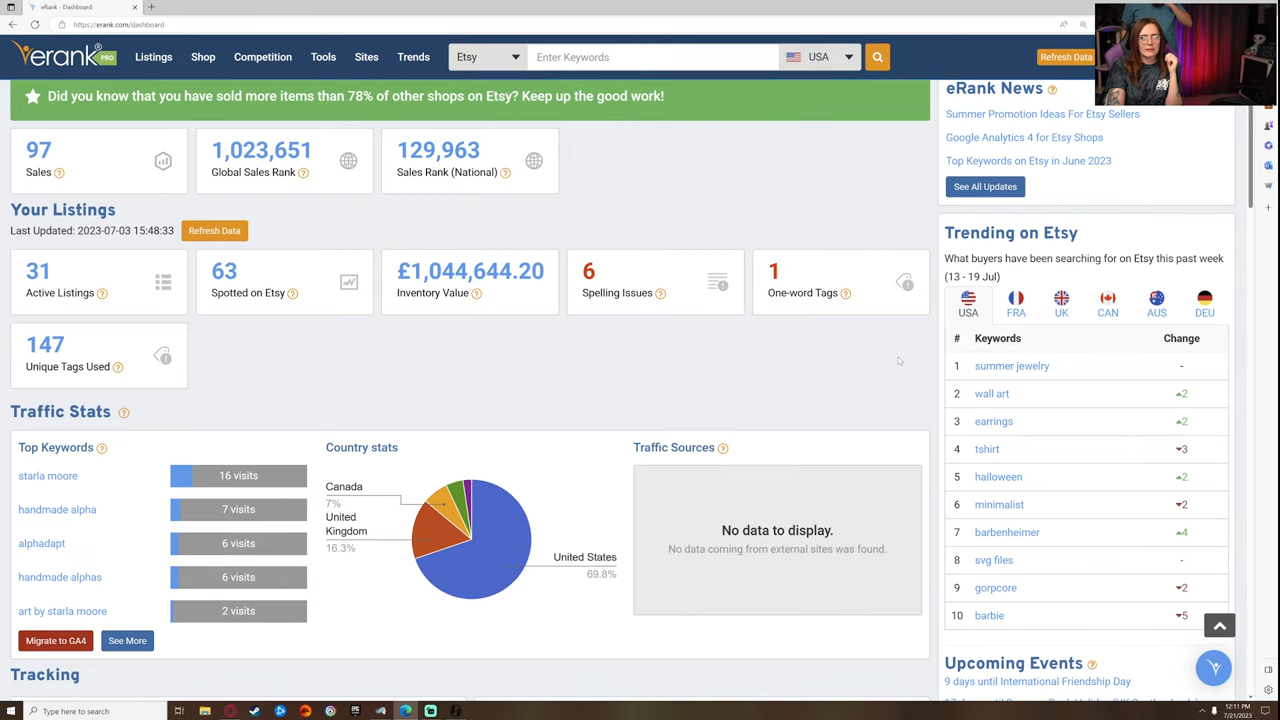 eRank - Dashboard
https://erank.com/dashboard
erank PRO
Listings
Shop
Competition
Tools
Sites
Trends
Etsy
Enter Keywords
USA
Refresh Data
Did you know that you have sold more items than 78% of other shops on Etsy? Keep up the good work!
97
Sales
1,023,651
Global Sales Rank
129,963
Sales Rank (National)
Your Listings
Last Updated: 2023-07-03 15:48:33
Refresh Data
31
Active Listings
63
Spotted on Etsy
£1,044,644.20
Inventory Value
6
Spelling Issues
1
One-word Tags
147
Unique Tags Used
Traffic Stats
Top Keywords
starla moore
16 visits
handmade alpha
7 visits
alphadapt
6 visits
handmade alphas
6 visits
art by starla moore
2 visits
Migrate to GA4
See More
Country stats
Canada
7%
United
Kingdom
16.3%
United States
69.8%
Traffic Sources
No data to display.
No data coming from external sites was found.
Tracking
eRank News
Summer Promotion Ideas For Etsy Sellers
Google Analytics 4 for Etsy Shops
Top Keywords on Etsy in June 2023
See All Updates
Trending on Etsy
What buyers have been searching for on Etsy this past week
(13 - 19 Jul)
USA
FRA
UK
CAN
AUS
DEU
# Keywords Change
1 summer jewelry -
2 wall art 2
3 earrings 2
4 tshirt 3
5 halloween 2
6 minimalist 2
7 barbenheimer 4
8 svg files -
9 gorpcore 2
10 barbie 5
Upcoming Events
9 days until International Friendship Day
Type here to search
12:11 PM
7/21/2023